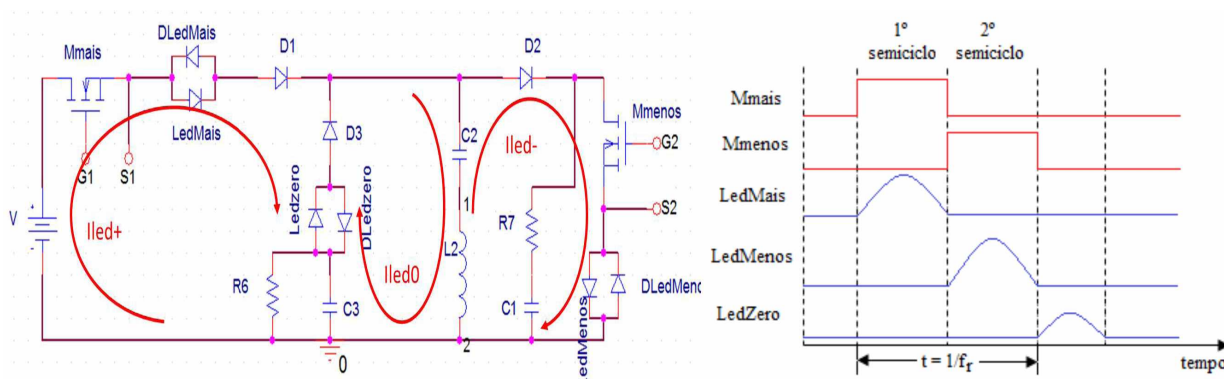 DLedMais
Mmais
D1
D2
LedMais
G1
S1
D3
C2
Iled-
Mmenos
G2
S2
V
+
-
Iled+
Ledzero
DLedzero
Iled0
1
L2
R7
R6
C3
C1
LedMenos
DLedMeno
0
2
1º
semiciclo
2º
semiciclo
Mmais
Mmenos
LedMais
LedMenos
LedZero
t = 1/fr
tempo